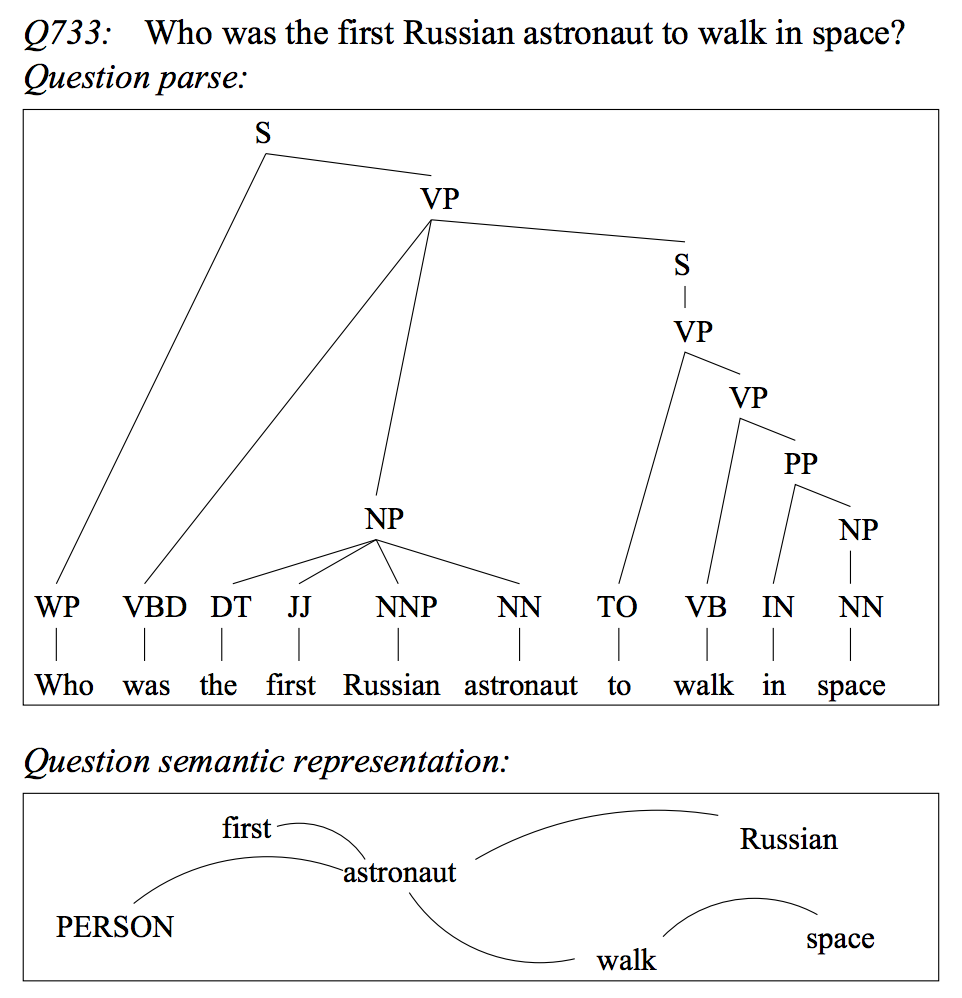 Q733: Who was the first Russian astronaut to walk in space?
Question parse:
S
VP
S
VP
VP
PP
NP
NP
WP VBD DT JJ NNP NN TO VB IN NN
Who was the first Russian astronaut to walk in space
Question semantic representation:
first
Russian
astronaut
PERSON
space
walk